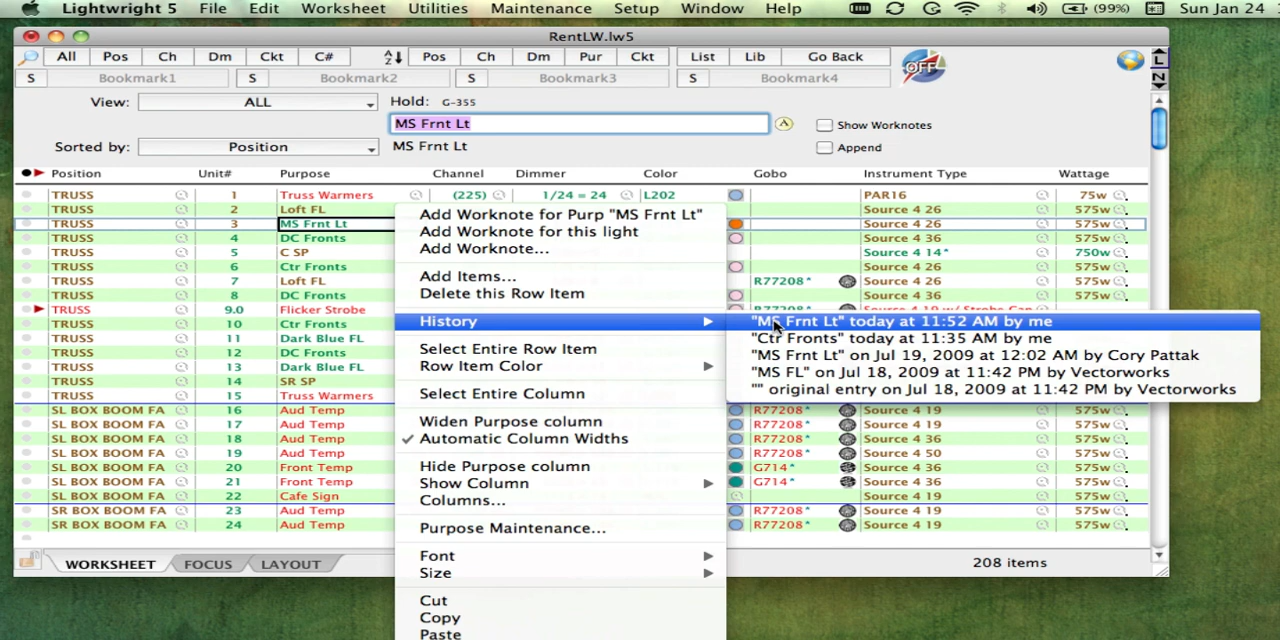 Lightwright 5 File Edit Worksheet Utilities Maintenance Setup Window Help (99%) Sun Jan 24
RentLW.lw5
All Pos Ch Dm Ckt C# A Z Pos Ch Dm Pur Ckt List Lib Go Back OFF L
S Bookmark1 S Bookmark2 S Bookmark3 S Bookmark4 N
View: ALL Hold: G-355
MS Frnt Lt A Show Worknotes
Sorted by: Position MS Frnt Lt Append
Position Unit# Purpose Channel Dimmer Color Gobo Instrument Type Wattage
TRUSS 1 Truss Warmers (225) 1/24 = 24 L202 PAR16 75w
TRUSS 2 Loft FL Source 4 26 575w
TRUSS 3 MS Frnt Lt Source 4 26 575w
TRUSS 4 DC Fronts Source 4 36 575w
TRUSS 5 C SP Source 4 14* 750w
TRUSS 6 Ctr Fronts Source 4 26 575w
TRUSS 7 Loft FL R77208* Source 4 26 575w
TRUSS 8 DC Fronts Source 4 36 575w
TRUSS 9.0 Flicker Strobe R77208* Source 4 19 w/ Strobe Cap
TRUSS 10 Ctr Fronts
TRUSS 11 Dark Blue FL
TRUSS 12 DC Fronts
TRUSS 13 Dark Blue FL
TRUSS 14 SR SP
TRUSS 15 Truss Warmers
SL BOX BOOM FA 16 Aud Temp R77208* Source 4 19 575w
SL BOX BOOM FA 17 Aud Temp R77208* Source 4 36 575w
SL BOX BOOM FA 18 Aud Temp R77208* Source 4 36 575w
SL BOX BOOM FA 19 Aud Temp R77208* Source 4 50 575w
SL BOX BOOM FA 20 Front Temp G714* Source 4 36 575w
SL BOX BOOM FA 21 Front Temp G714* Source 4 36 575w
SL BOX BOOM FA 22 Cafe Sign Source 4 19 575w
SR BOX BOOM FA 23 Aud Temp R77208* Source 4 19 575w
SR BOX BOOM FA 24 Aud Temp R77208* Source 4 19 575w
Add Worknote for Purp "MS Frnt Lt"
Add Worknote for this light
Add Worknote...
Add Items...
Delete this Row Item
History
"MS Frnt Lt" today at 11:52 AM by me
"Ctr Fronts" today at 11:35 AM by me
"MS Frnt Lt" on Jul 19, 2009 at 12:02 AM by Cory Pattak
"MS FL" on Jul 18, 2009 at 11:42 PM by Vectorworks
"" original entry on Jul 18, 2009 at 11:42 PM by Vectorworks
Select Entire Row Item
Row Item Color
Select Entire Column
Widen Purpose column
Automatic Column Widths
Hide Purpose column
Show Column
Columns...
Purpose Maintenance...
Font
Size
Cut
Copy
Paste
WORKSHEET FOCUS LAYOUT 208 items